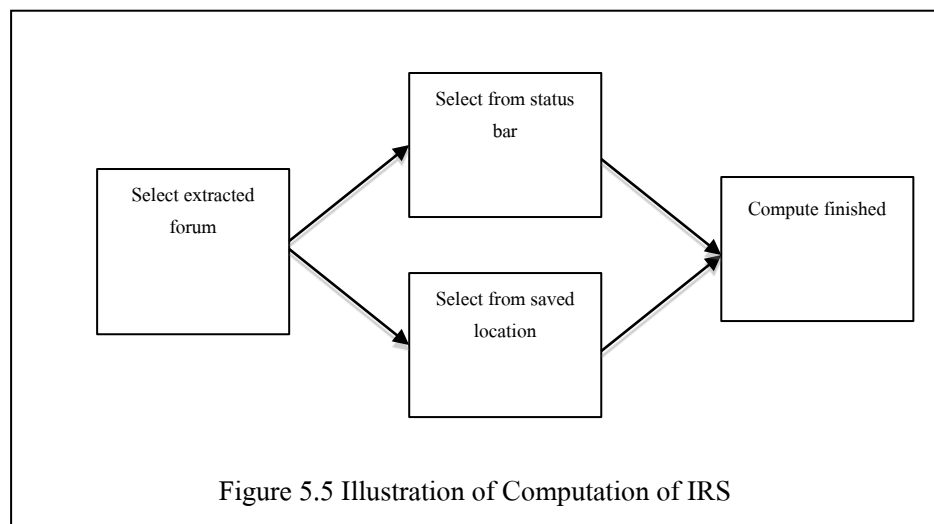 Select from status
bar
Select extracted
forum
Compute finished
Select from saved
location
Figure 5.5 Illustration of Computation of IRS